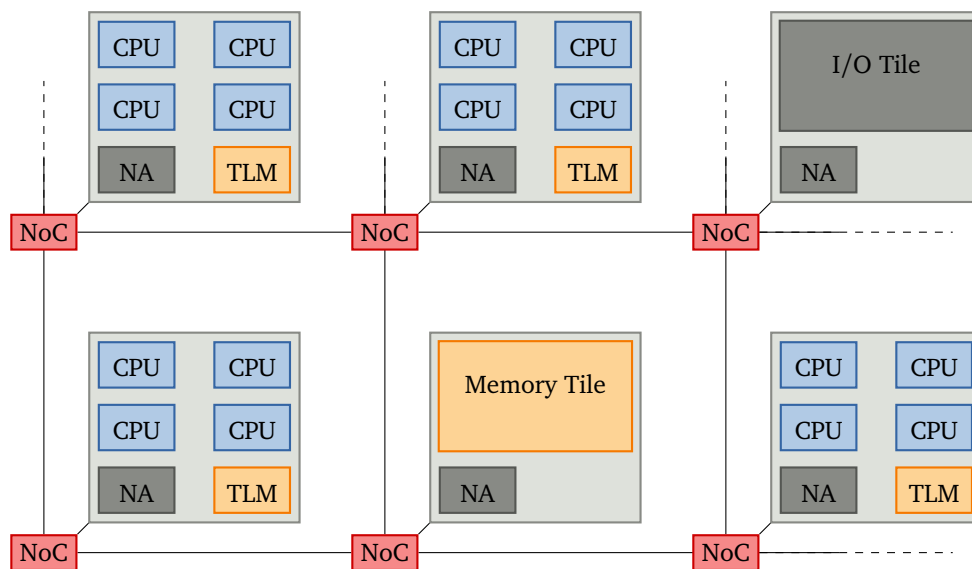 CPU CPU CPU CPU I/O Tile
CPU CPU CPU CPU
NA TLM NA TLM NA
NoC NoC NoC
CPU CPU Memory Tile CPU CPU
CPU CPU CPU CPU
NA TLM NA NA TLM
NoC NoC NoC